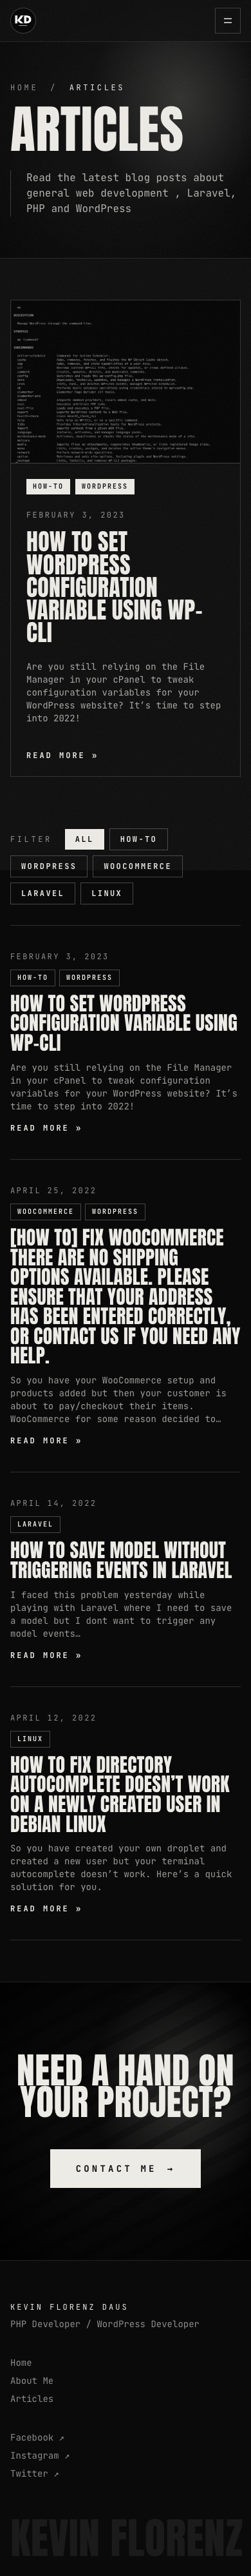 KD
HOME / ARTICLES
ARTICLES
Read the latest blog posts about
general web development , Laravel,
PHP and WordPress
HOW-TO WORDPRESS
FEBRUARY 3, 2023
HOW TO SET
WORDPRESS
CONFIGURATION
VARIABLE USING WP-
CLI
Are you still relying on the File
Manager in your cPanel to tweak
configuration variables for your
WordPress website? It’s time to step
into 2022!
READ MORE »
FILTER ALL HOW-TO
WORDPRESS WOOCOMMERCE
LARAVEL LINUX
FEBRUARY 3, 2023
HOW-TO WORDPRESS
HOW TO SET WORDPRESS
CONFIGURATION VARIABLE USING
WP-CLI
Are you still relying on the File Manager
in your cPanel to tweak configuration
variables for your WordPress website? It’s
time to step into 2022!
READ MORE »
APRIL 25, 2022
WOOCOMMERCE WORDPRESS
[HOW TO] FIX WOOCOMMERCE
THERE ARE NO SHIPPING
OPTIONS AVAILABLE. PLEASE
ENSURE THAT YOUR ADDRESS
HAS BEEN ENTERED CORRECTLY,
OR CONTACT US IF YOU NEED ANY
HELP.
So you have your WooCommerce setup and
products added but then your customer is
about to pay/checkout their items.
WooCommerce for some reason decided to…
READ MORE »
APRIL 14, 2022
LARAVEL
HOW TO SAVE MODEL WITHOUT
TRIGGERING EVENTS IN LARAVEL
I faced this problem yesterday while
playing with Laravel where I need to save
a model but I dont want to trigger any
model events…
READ MORE »
APRIL 12, 2022
LINUX
HOW TO FIX DIRECTORY
AUTOCOMPLETE DOESN’T WORK
ON A NEWLY CREATED USER IN
DEBIAN LINUX
So you have created your own droplet and
created a new user but your terminal
autocomplete doesn’t work. Here’s a quick
solution for you.
READ MORE »
NEED A HAND ON
YOUR PROJECT?
CONTACT ME →
KEVIN FLORENZ DAUS
PHP Developer / WordPress Developer
Home
About Me
Articles
Facebook ↗
Instagram ↗
Twitter ↗
KEVIN FLORENZ